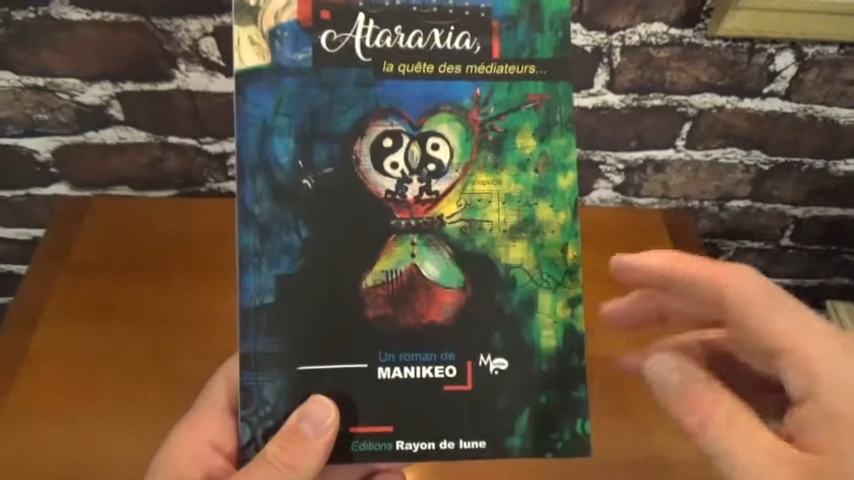 Ataraxia,
la quête des médiateurs...
Un roman de
MANIKEO
Éditions Rayon de lune